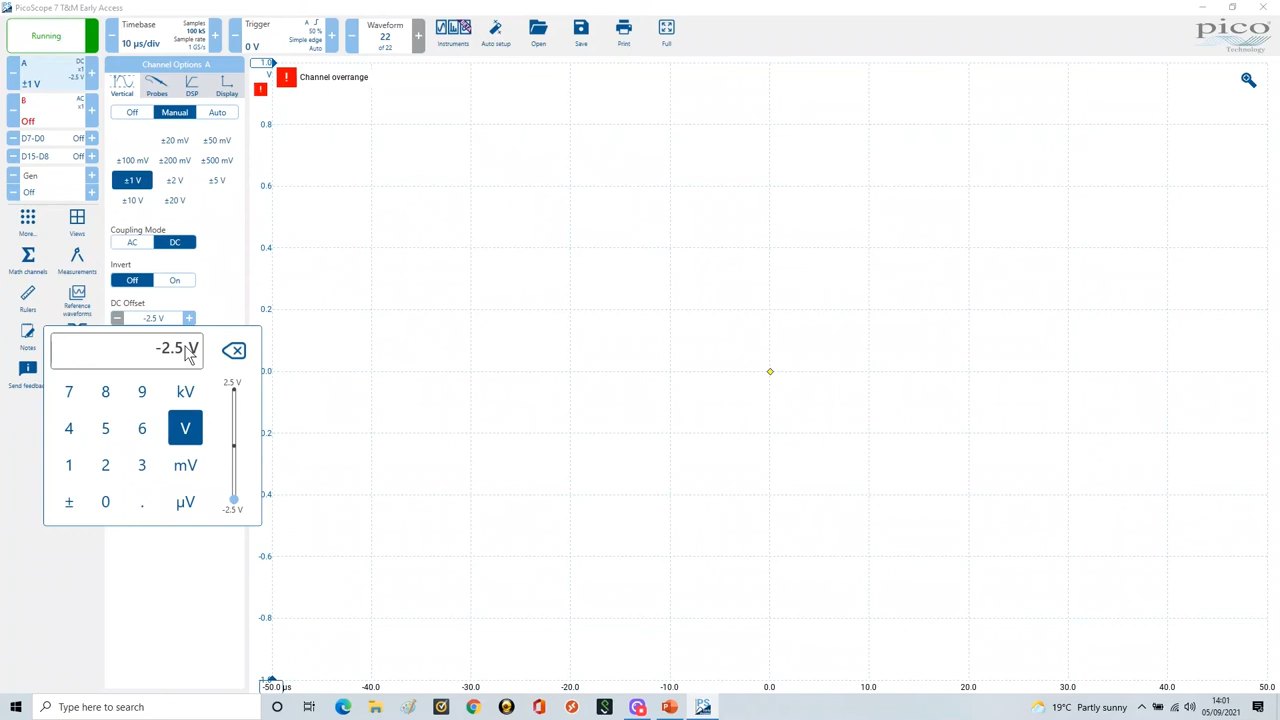 PicoScope 7 T&M Early Access
Running
Timebase
10 µs/div
Samples
100 kS
Sample rate
1 GS/s
Trigger
0 V
A
50 %
Simple edge
Auto
Waveform
22
of 22
Instruments
Auto setup
Open
Save
Print
Full
pico
Technology
A
±1 V
DC
x1
-2.5 V
B
Off
AC
x1
D7-D0 Off
D15-D8 Off
Gen
Off
More...
Views
Math channels
Measurements
Rulers
Reference
waveforms
Notes
Send feedba
Channel Options A
Vertical
Probes
DSP
Display
Off Manual Auto
±20 mV ±50 mV
±100 mV ±200 mV ±500 mV
±1 V ±2 V ±5 V
±10 V ±20 V
Coupling Mode
AC DC
Invert
Off On
DC Offset
-2.5 V
-2.5 V
7 8 9 kV
4 5 6 V
1 2 3 mV
± 0 . µV
2.5 V
-2.5 V
! Channel overrange
!
1.0
V
0.8
0.6
0.4
0.2
0.0
-0.2
-0.4
-0.6
-0.8
-50.0 µs -40.0 -30.0 -20.0 -10.0 0.0 10.0 20.0 30.0 40.0 50.0
Type here to search
19°C Partly sunny
14:01
05/09/2021